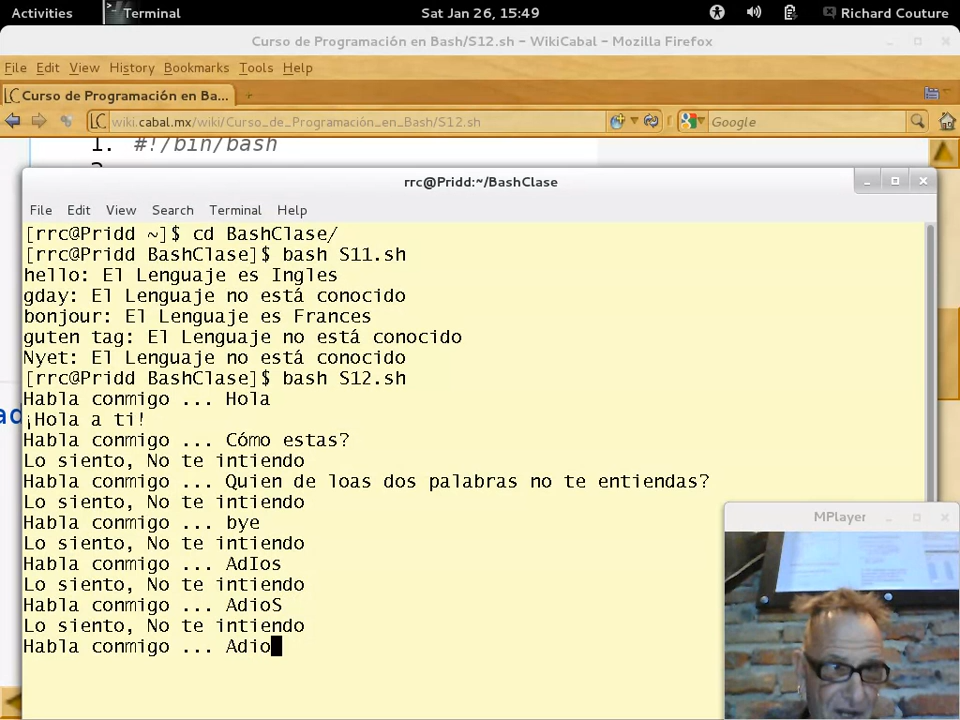 Activities
Terminal
Sat Jan 26, 15:49
Richard Couture
Curso de Programación en Bash/S12.sh - WikiCabal - Mozilla Firefox
File Edit View History Bookmarks Tools Help
Curso de Programación en Ba...
wiki.cabal.mx/wiki/Curso_de_Programación_en_Bash/S12.sh
Google
1. #!/bin/bash
rrc@Pridd:~/BashClase
File Edit View Search Terminal Help
[rrc@Pridd ~]$ cd BashClase/
[rrc@Pridd BashClase]$ bash S11.sh
hello: El Lenguaje es Ingles
gday: El Lenguaje no está conocido
bonjour: El Lenguaje es Frances
guten tag: El Lenguaje no está conocido
Nyet: El Lenguaje no está conocido
[rrc@Pridd BashClase]$ bash S12.sh
Habla conmigo ... Hola
¡Hola a ti!
Habla conmigo ... Cómo estas?
Lo siento, No te intiendo
Habla conmigo ... Quien de loas dos palabras no te entiendas?
Lo siento, No te intiendo
Habla conmigo ... bye
Lo siento, No te intiendo
Habla conmigo ... AdIos
Lo siento, No te intiendo
Habla conmigo ... AdioS
Lo siento, No te intiendo
Habla conmigo ... Adio
MPlayer